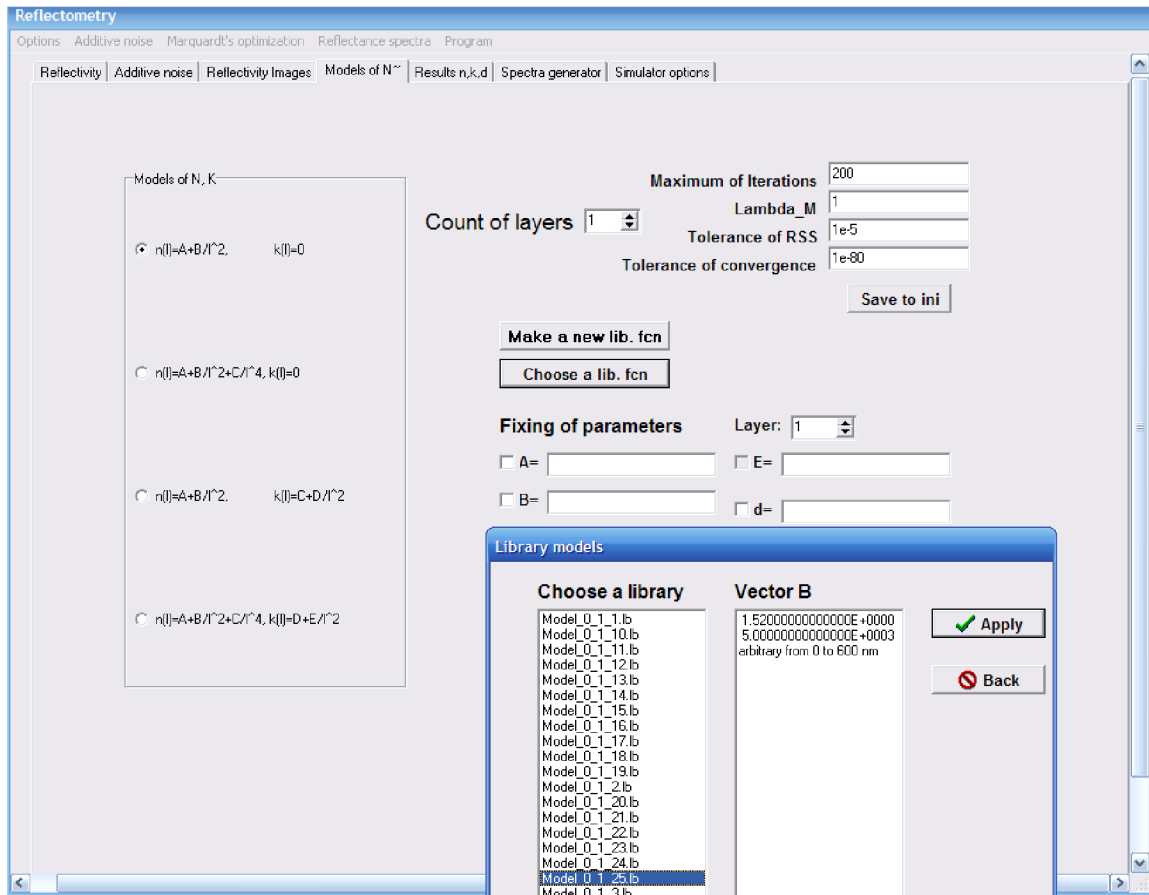 Reflectometry
Options Additive noise Marquardt's optimization Reflectance spectra Program
Reflectivity Additive noise Reflectivity Images Models of N~ Results n,k,d Spectra generator Simulator options
Models of N, K
n(l)=A+B/l^2, k(l)=0
n(l)=A+B/l^2+C/l^4, k(l)=0
n(l)=A+B/l^2, k(l)=C+D/l^2
n(l)=A+B/l^2+C/l^4, k(l)=D+E/l^2
Count of layers 1
Maximum of Iterations 200
Lambda_M 1
Tolerance of RSS 1e-5
Tolerance of convergence 1e-80
Save to ini
Make a new lib. fcn
Choose a lib. fcn
Fixing of parameters Layer: 1
A= E=
B= d=
Library models
Choose a library
Model_0_1_1.lb
Model_0_1_10.lb
Model_0_1_11.lb
Model_0_1_12.lb
Model_0_1_13.lb
Model_0_1_14.lb
Model_0_1_15.lb
Model_0_1_16.lb
Model_0_1_17.lb
Model_0_1_18.lb
Model_0_1_19.lb
Model_0_1_2.lb
Model_0_1_20.lb
Model_0_1_21.lb
Model_0_1_22.lb
Model_0_1_23.lb
Model_0_1_24.lb
Model_0_1_25.lb
Model_0_1_3.lb
Vector B
1.52000000000000E+0000
5.00000000000000E+0003
arbitrary from 0 to 600 nm
Apply
Back